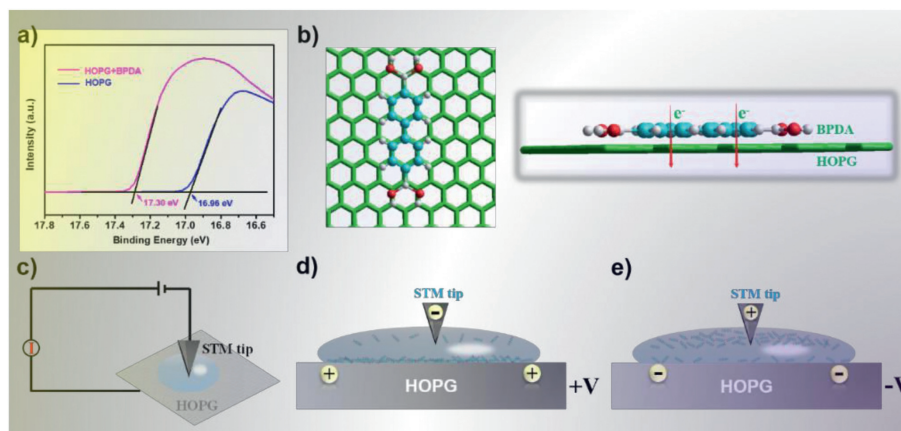 a)
HOPG+BPDA
HOPG
Intensity (a.u.)
17.30 eV
16.96 eV
17.8 17.6 17.4 17.2 17.0 16.8 16.6
Binding Energy (eV)
b)
e⁻ e⁻
BPDA
HOPG
c)
STM tip
HOPG
d)
STM tip
-
+ +
HOPG
+V
e)
STM tip
+
- -
HOPG
-V